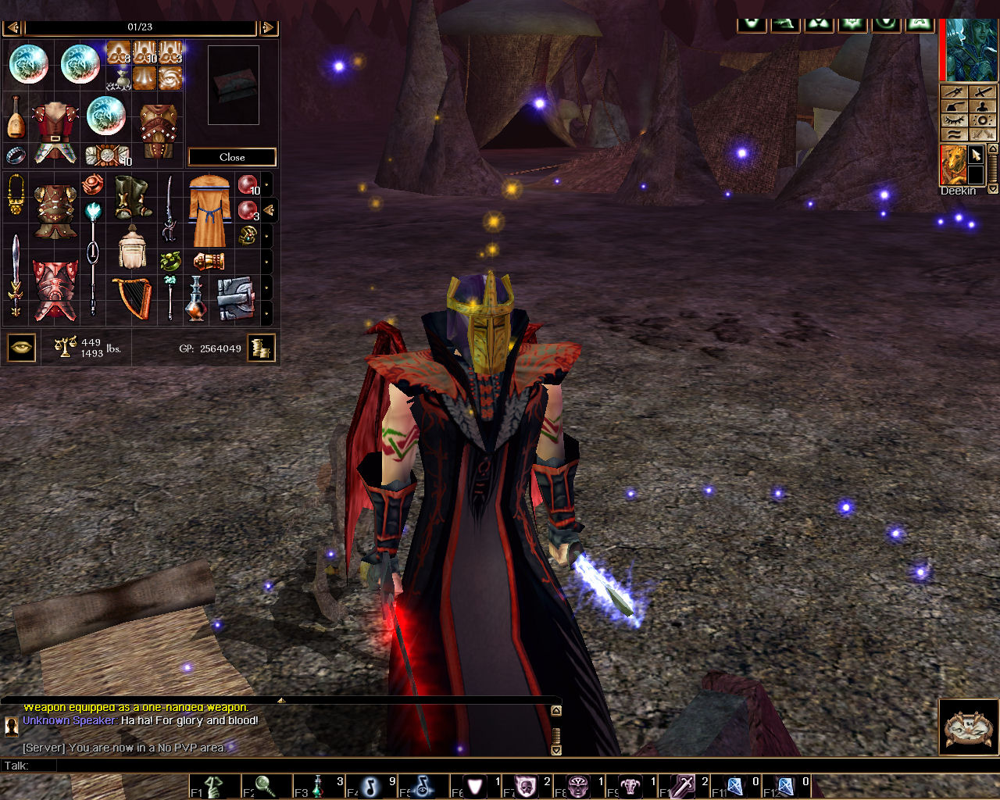 01/23
8
10
3
10
Close
10
3
449
1493 lbs.
GP: 2564049
Deekin
Weapon equipped as a one-handed weapon.
Unknown Speaker: Ha ha! For glory and blood!
[Server] You are now in a No PVP area.
Talk:
F1 F2 F3 3 F4 9 F5 F6 1 F7 2 F8 1 F9 1 F1 2 F11 0 F12 0